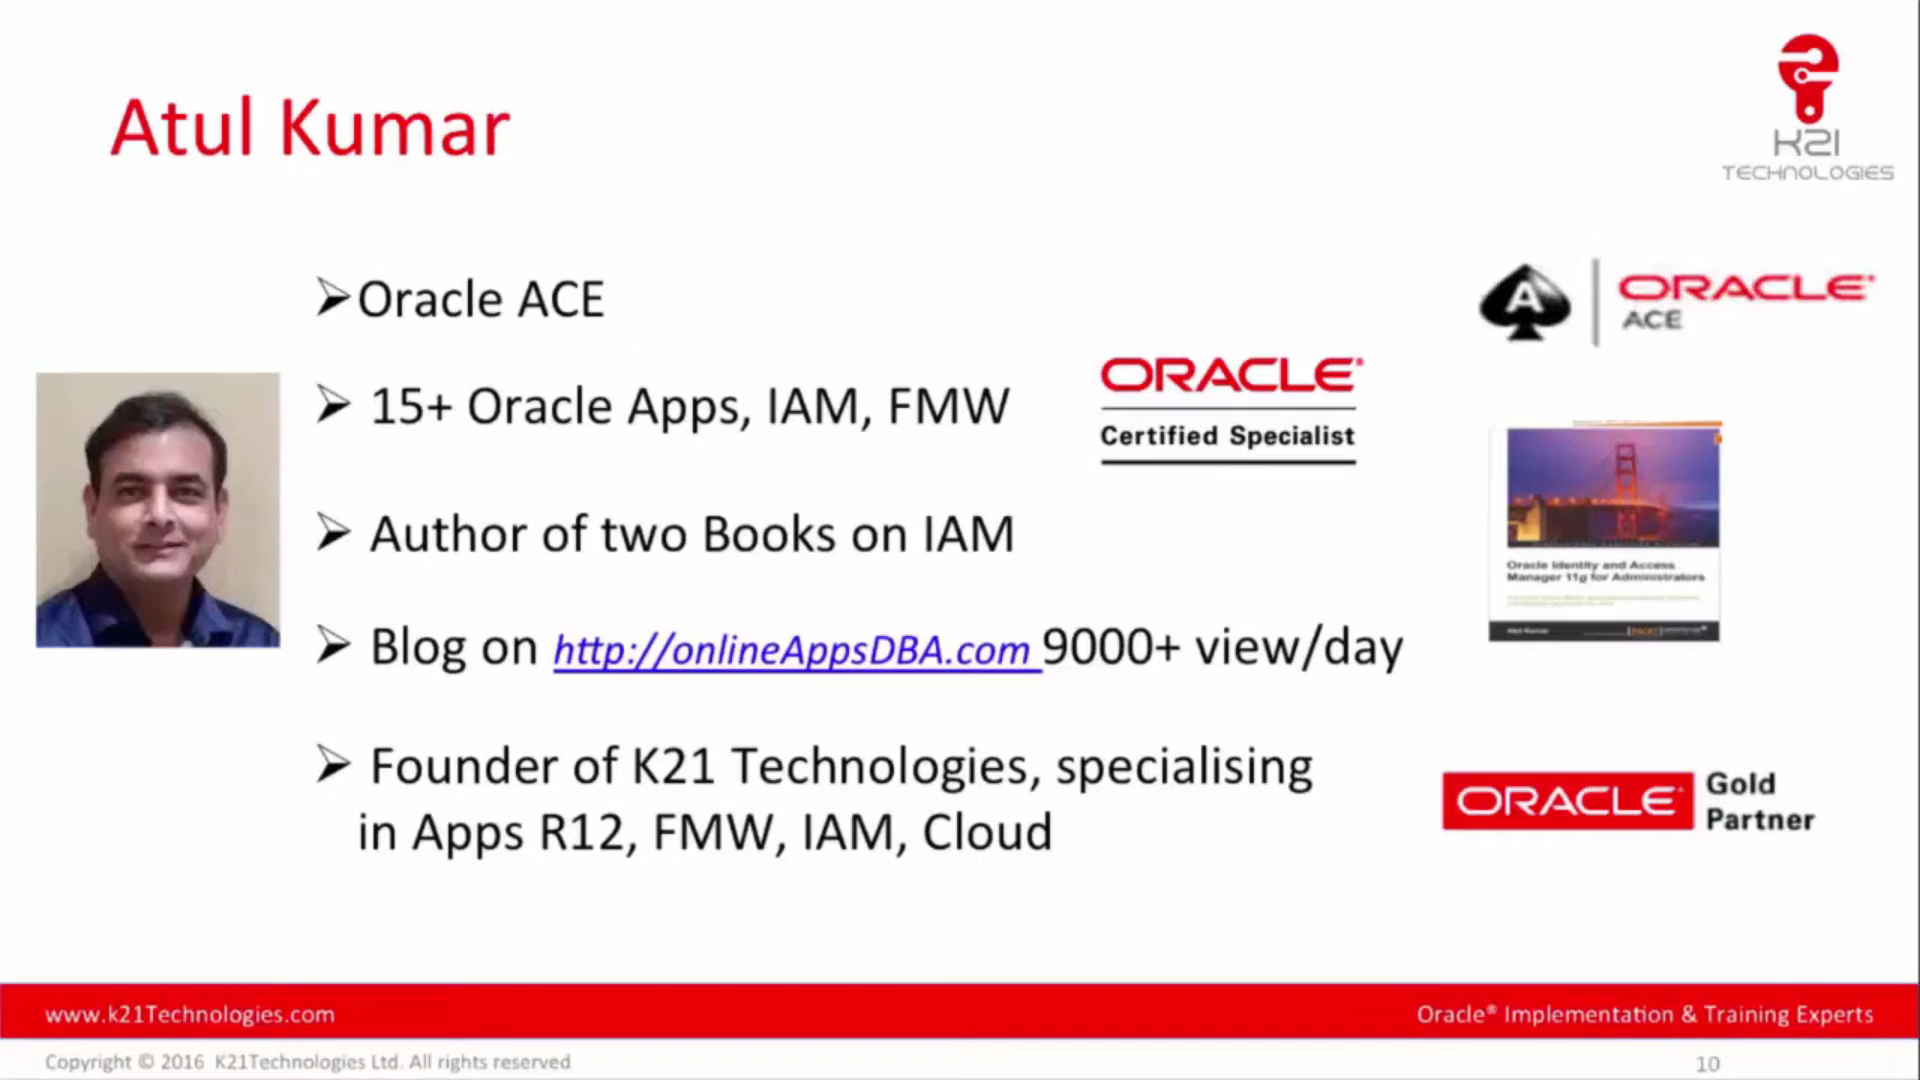 Atul Kumar
K21
TECHNOLOGIES
Oracle ACE
A
ORACLE
ACE
15+ Oracle Apps, IAM, FMW
ORACLE
Certified Specialist
Author of two Books on IAM
Oracle Identity and Access
Manager 11g for Administrators
Atul Kumar
Blog on http://onlineAppsDBA.com 9000+ view/day
Founder of K21 Technologies, specialising
in Apps R12, FMW, IAM, Cloud
ORACLE Gold
Partner
www.k21Technologies.com
Oracle® Implementation & Training Experts
Copyright © 2016 K21Technologies Ltd. All rights reserved
10